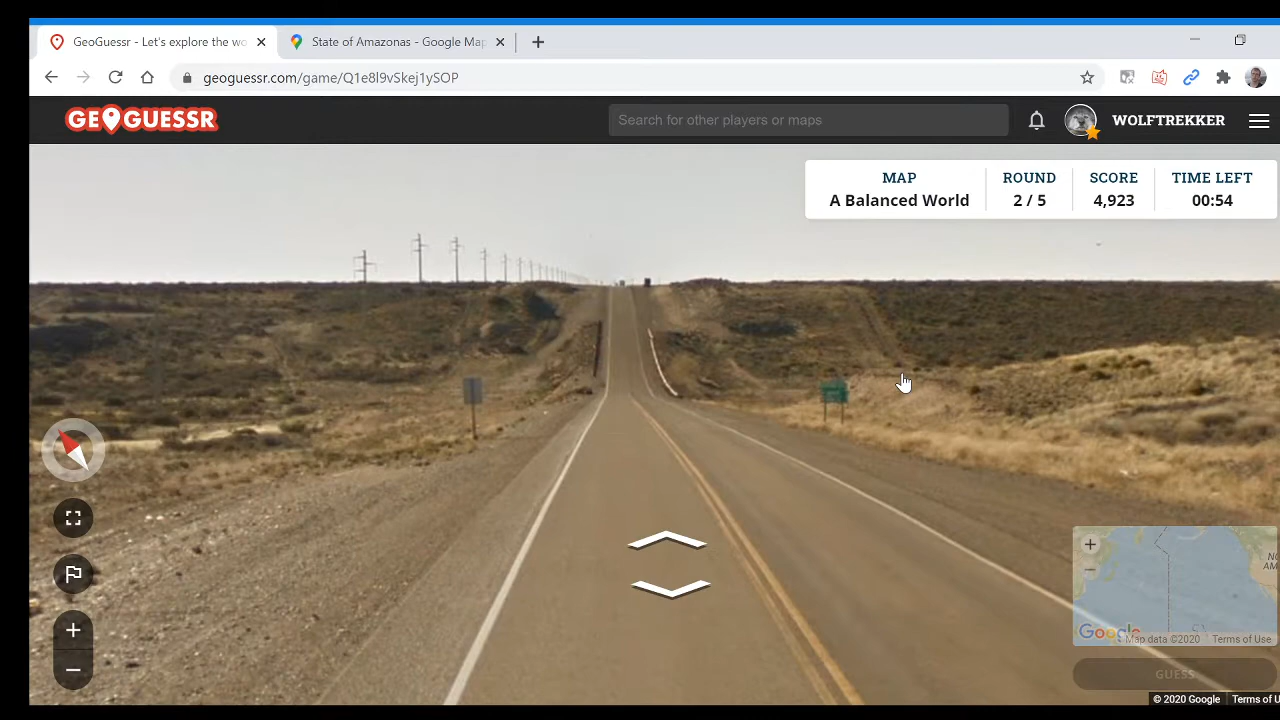 GeoGuessr - Let's explore the wo
State of Amazonas - Google Map
geoguessr.com/game/Q1e8l9vSkej1ySOP
GEOGUESSR
Search for other players or maps
WOLFTREKKER
MAP ROUND SCORE TIME LEFT
A Balanced World 2 / 5 4,923 00:54
AM
Google
Map data ©2020 Terms of Use
GUESS
© 2020 Google Terms of U